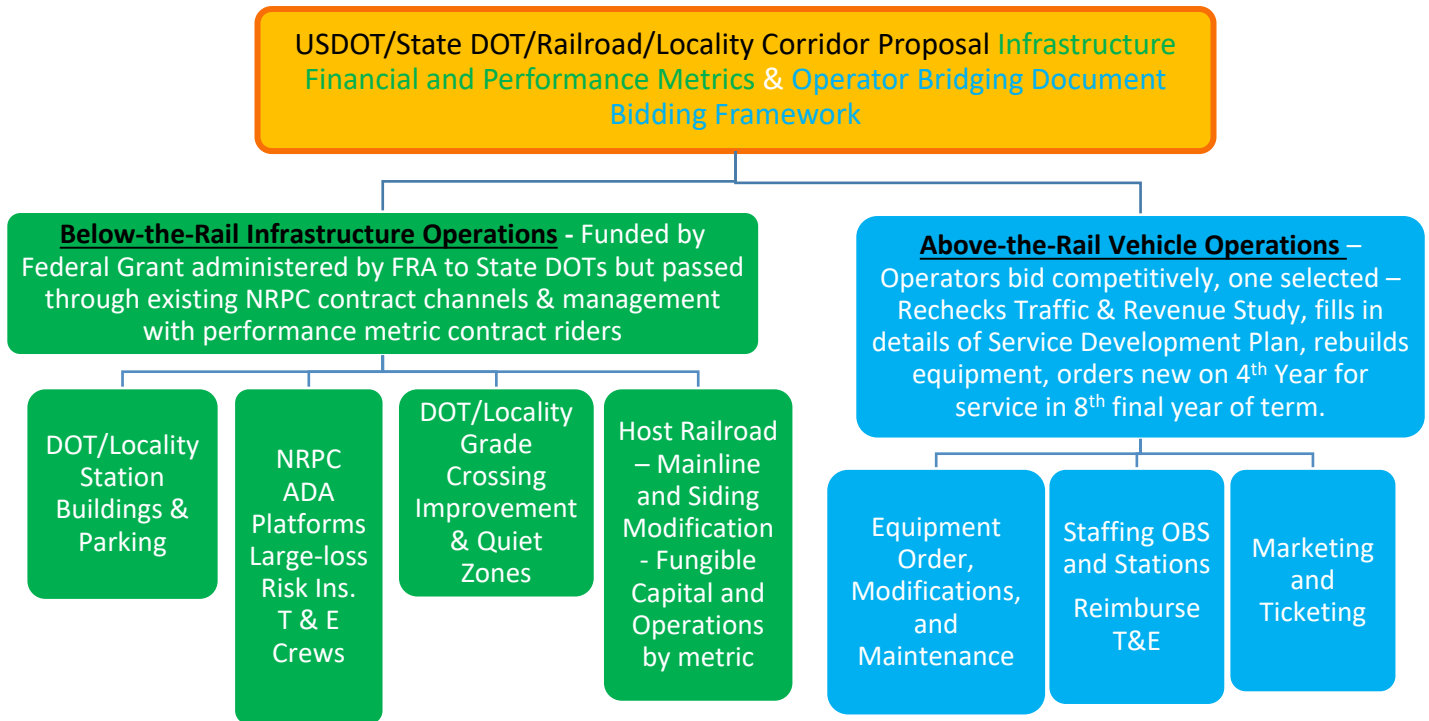 USDOT/State DOT/Railroad/Locality Corridor Proposal Infrastructure
Financial and Performance Metrics & Operator Bridging Document
Bidding Framework
Below-the-Rail Infrastructure Operations - Funded by
Federal Grant administered by FRA to State DOTs but passed
through existing NRPC contract channels & management
with performance metric contract riders
DOT/Locality
Station
Buildings &
Parking
NRPC
ADA
Platforms
Large-loss
Risk Ins.
T & E
Crews
DOT/Locality
Grade
Crossing
Improvement
& Quiet
Zones
Host Railroad
– Mainline
and Siding
Modification
- Fungible
Capital and
Operations
by metric
Above-the-Rail Vehicle Operations –
Operators bid competitively, one selected –
Rechecks Traffic & Revenue Study, fills in
details of Service Development Plan, rebuilds
equipment, orders new on 4th Year for
service in 8th final year of term.
Equipment
Order,
Modifications,
and
Maintenance
Staffing OBS
and Stations
Reimburse
T&E
Marketing
and
Ticketing